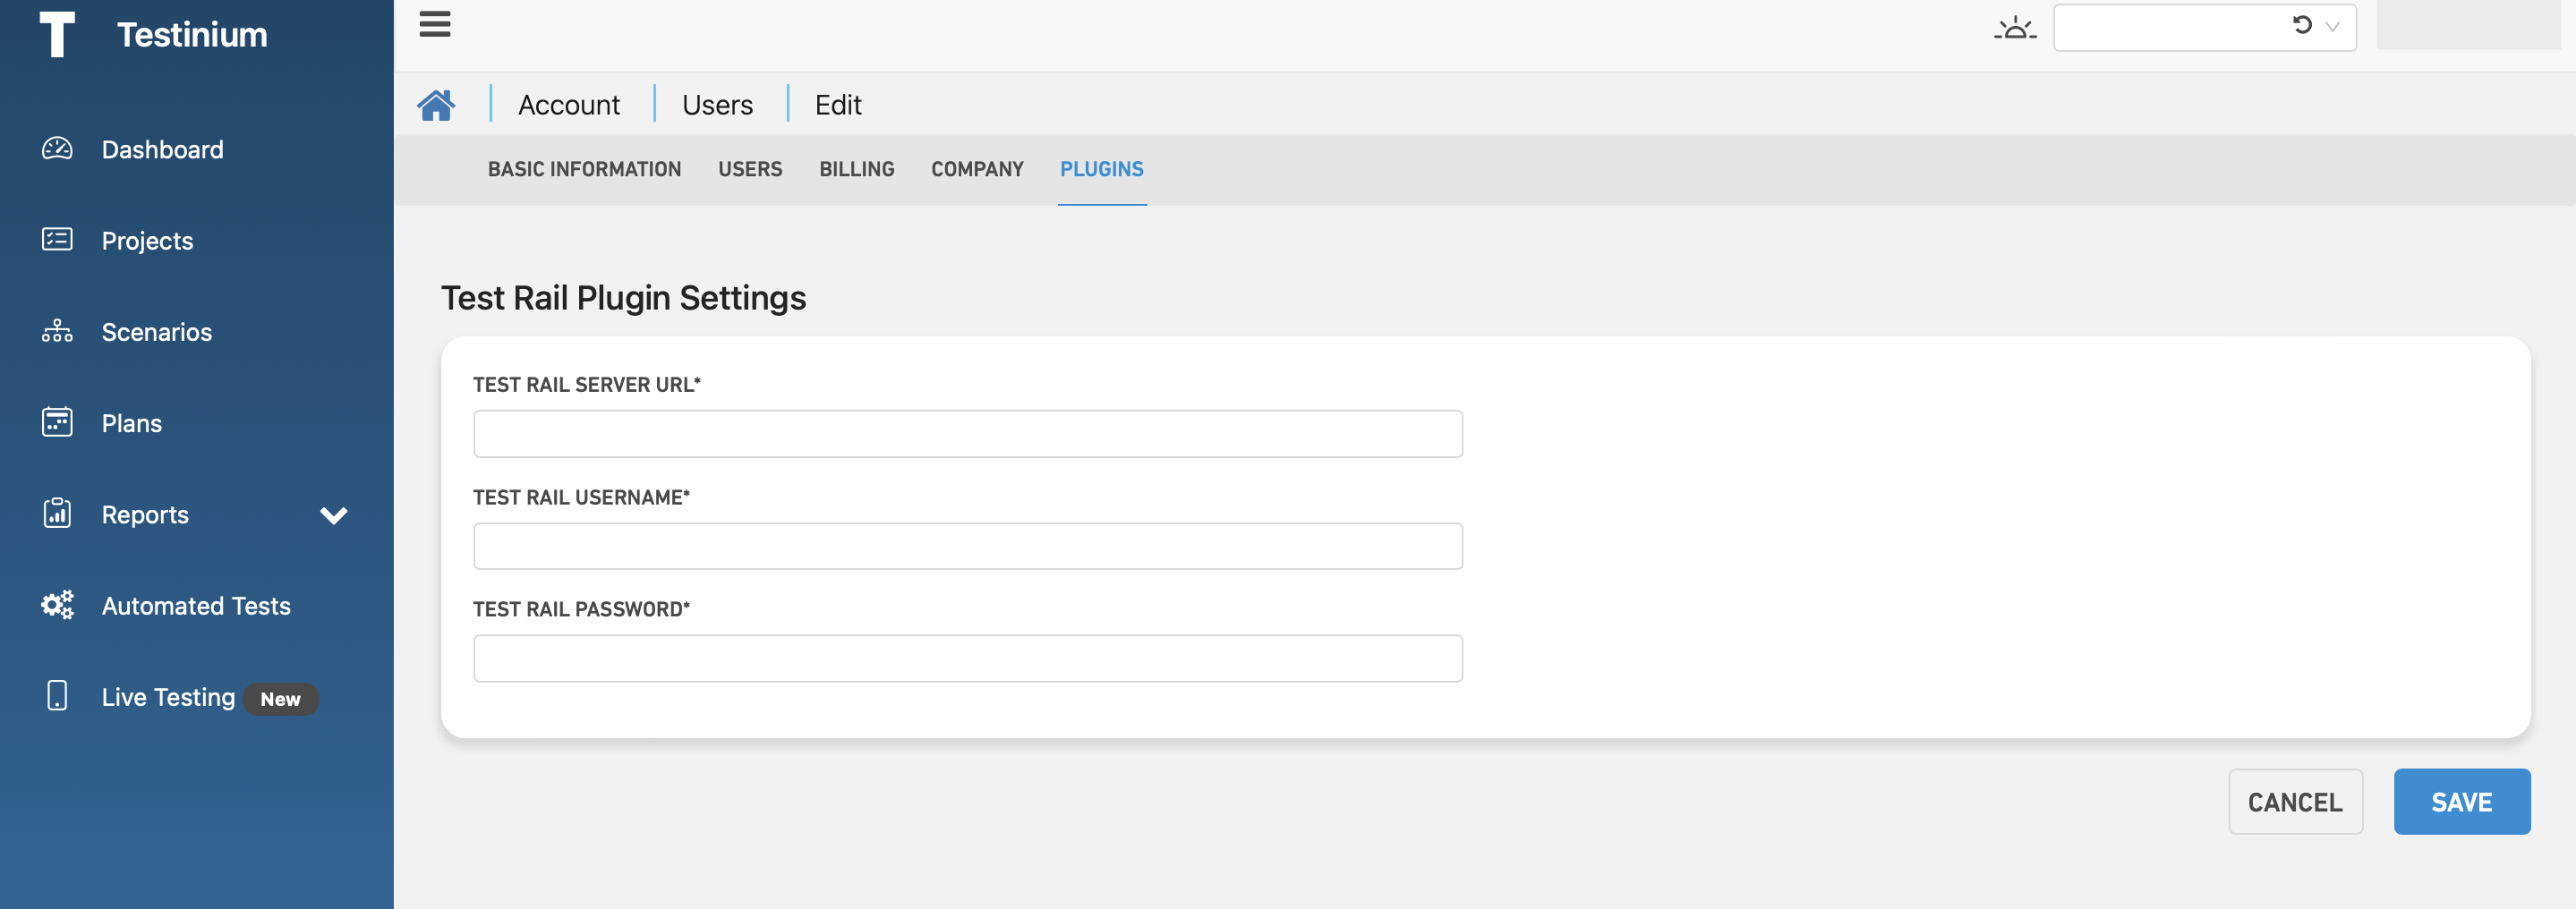 Testinium
Dashboard
Projects
Scenarios
Plans
Reports
Automated Tests
Live Testing New
Account Users Edit
BASIC INFORMATION USERS BILLING COMPANY PLUGINS
Test Rail Plugin Settings
TEST RAIL SERVER URL*
TEST RAIL USERNAME*
TEST RAIL PASSWORD*
CANCEL SAVE